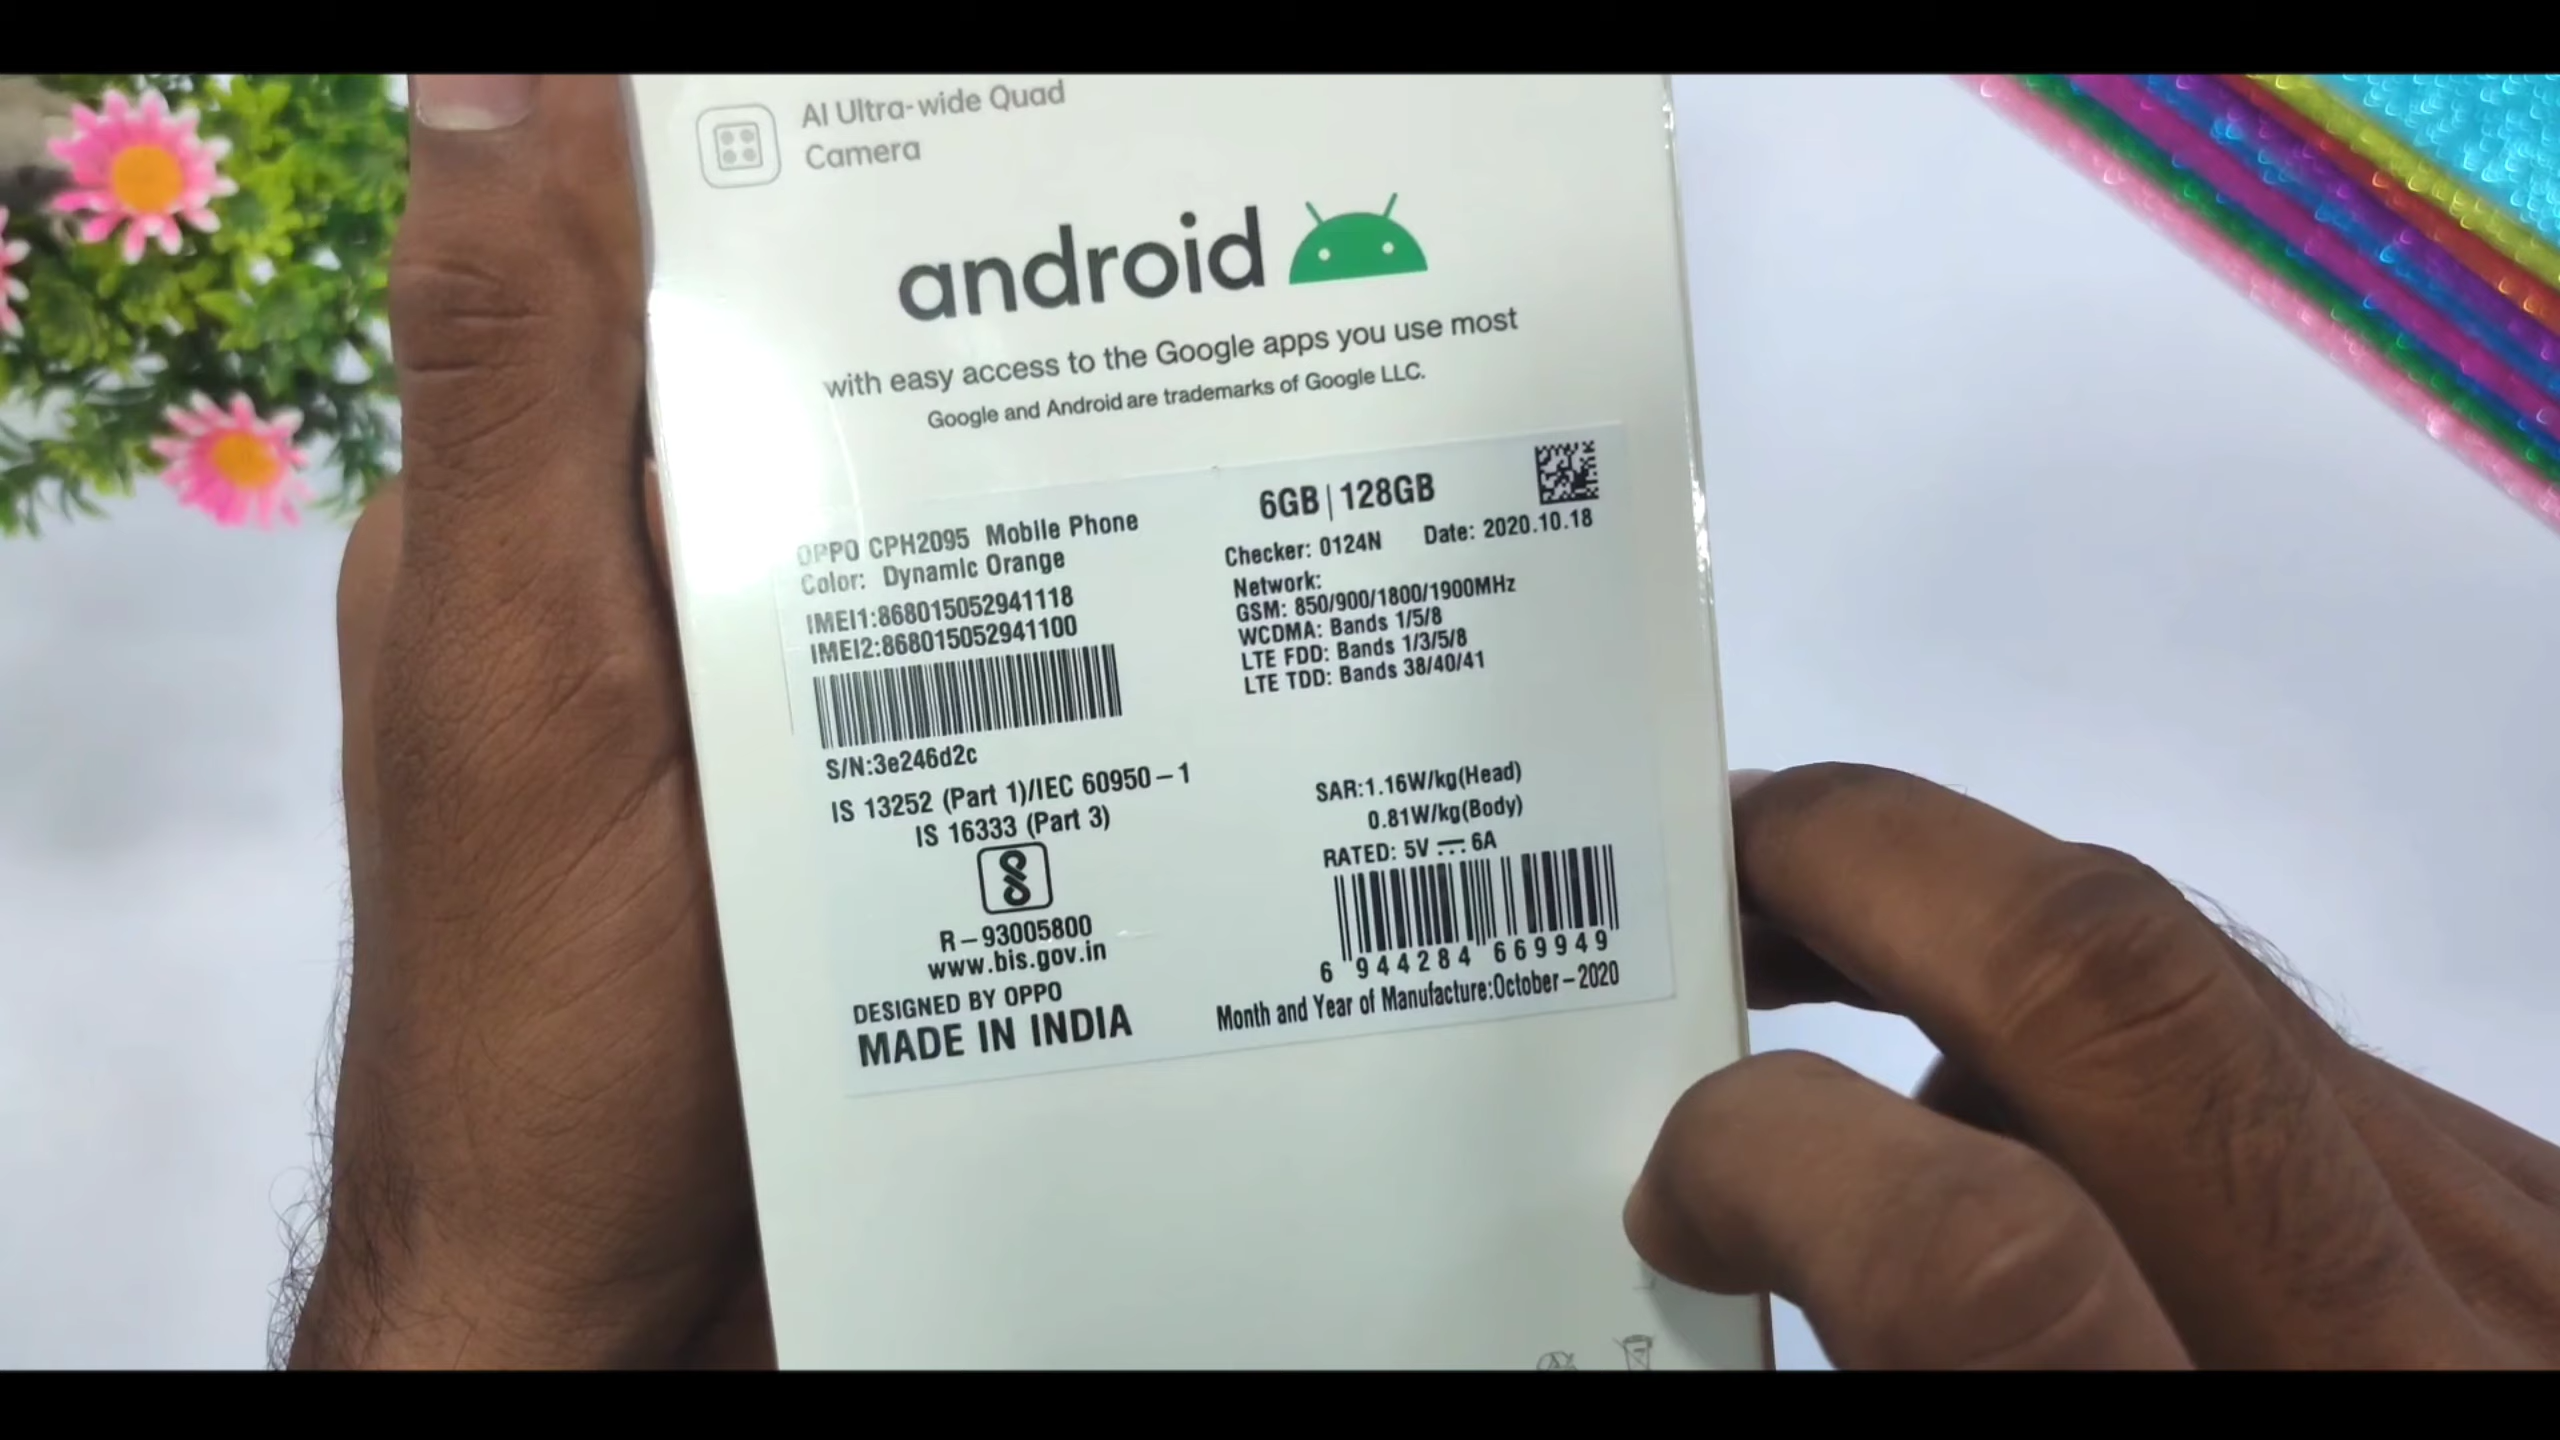 AI Ultra-wide Quad
Camera
android
with easy access to the Google apps you use most
Google and Android are trademarks of Google LLC.
OPPO CPH2095 Mobile Phone
Color: Dynamic Orange
IMEI1:868015052941118
IMEI2:868015052941100
S/N:3e246d2c
IS 13252 (Part 1)/IEC 60950-1
IS 16333 (Part 3)
R-93005800
www.bis.gov.in
DESIGNED BY OPPO
MADE IN INDIA
6GB|128GB
Checker: 0124N Date: 2020.10.18
Network:
GSM: 850/900/1800/1900MHz
WCDMA: Bands 1/5/8
LTE FDD: Bands 1/3/5/8
LTE TDD: Bands 38/40/41
SAR:1.16W/kg(Head)
0.81W/kg(Body)
RATED: 5V ⎓ 6A
6 944284 669949
Month and Year of Manufacture:October-2020